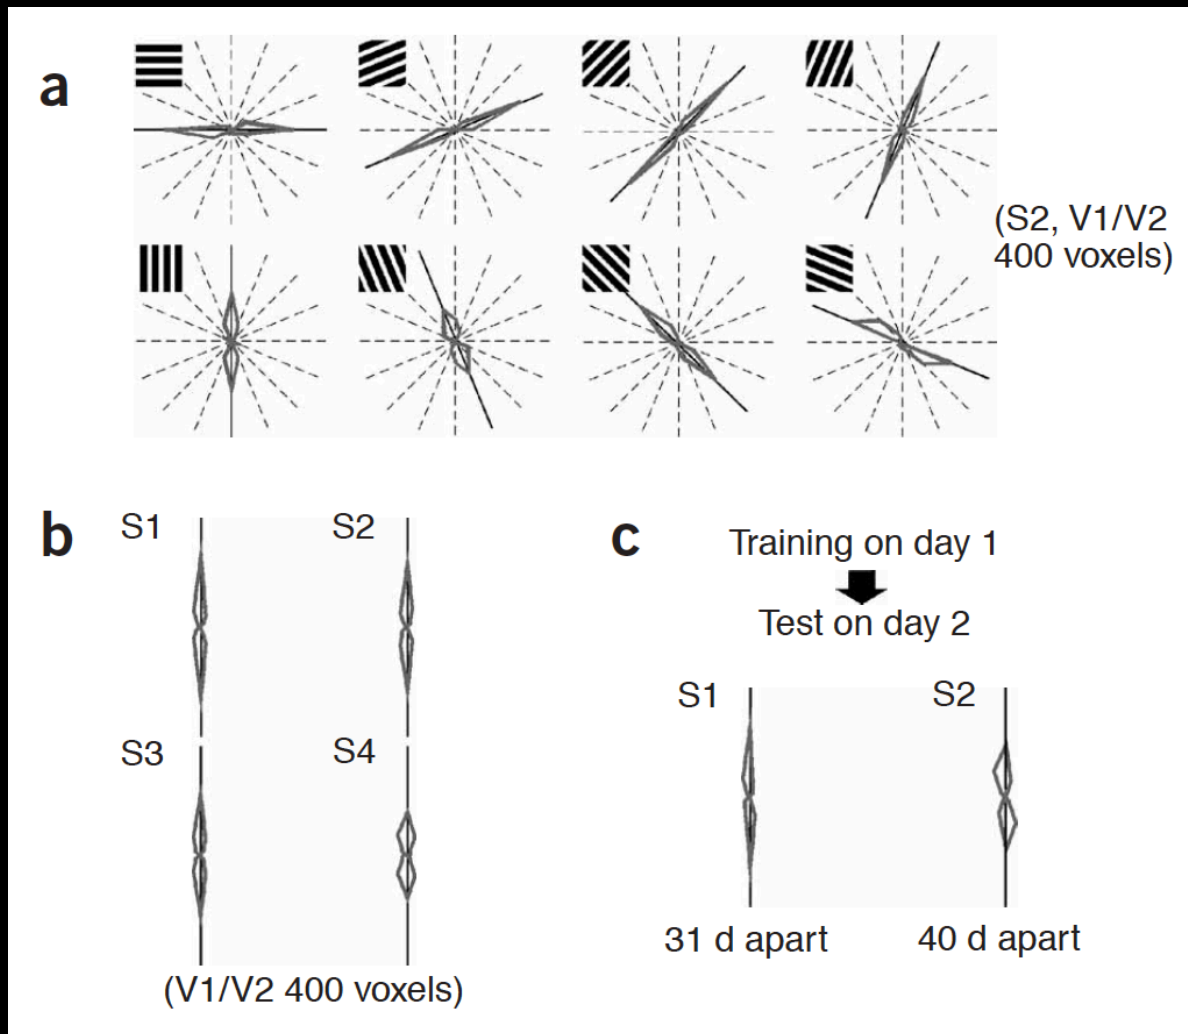 a
(S2, V1/V2
400 voxels)
b
S1
S2
S3
S4
(V1/V2 400 voxels)
c
Training on day 1
Test on day 2
S1
S2
31 d apart
40 d apart